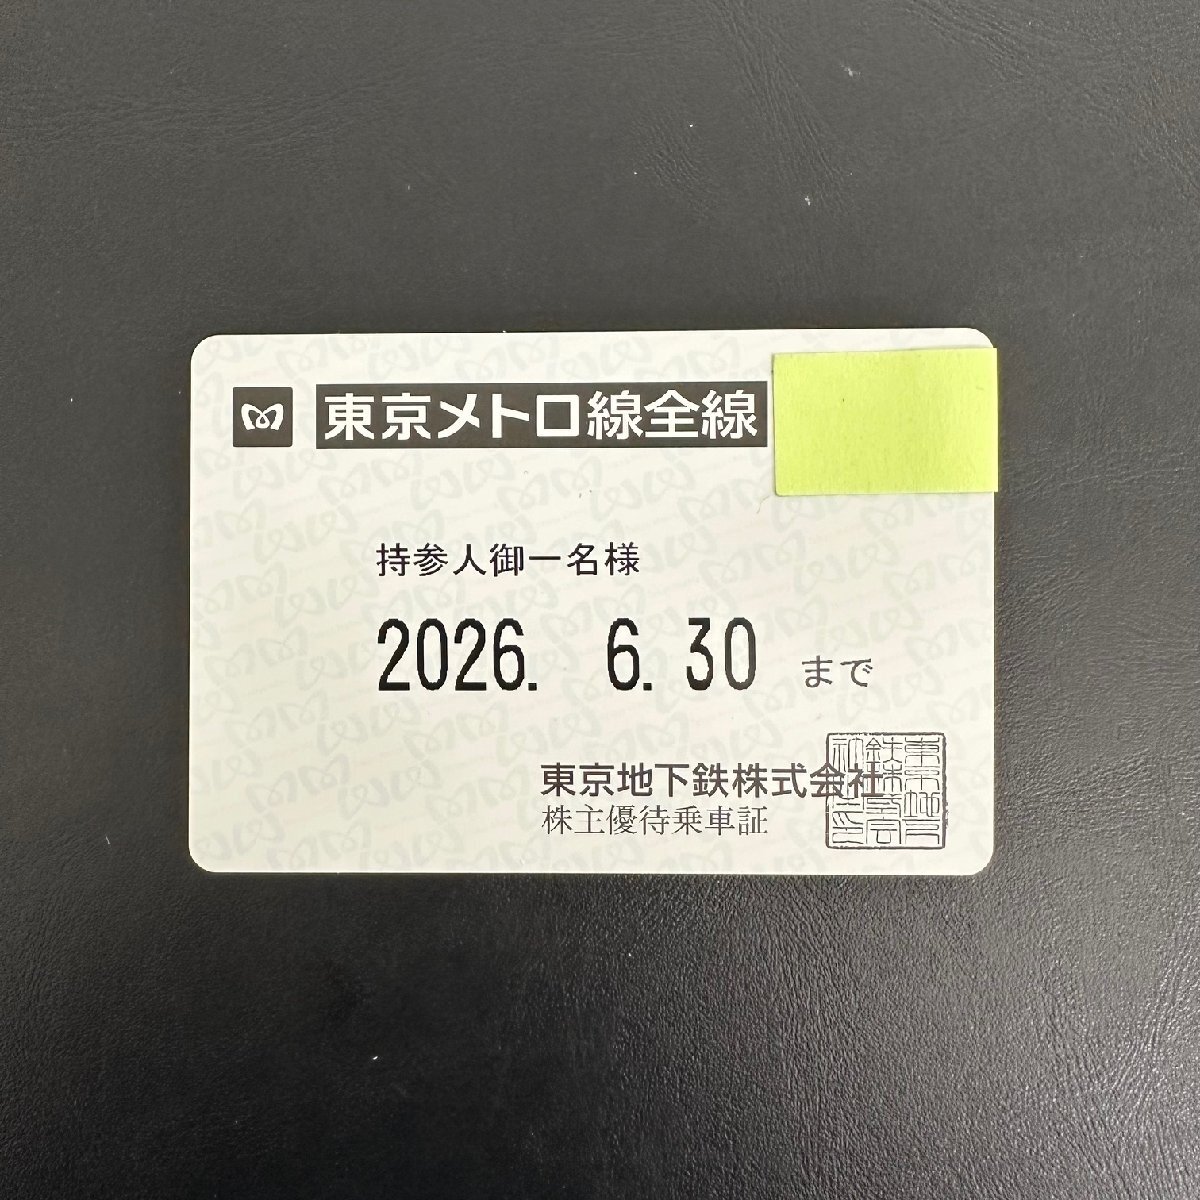 東京メトロ線全線
持参人御一名様
2026. 6. 30 まで
東京地下鉄株式会社
株主優待乗車証